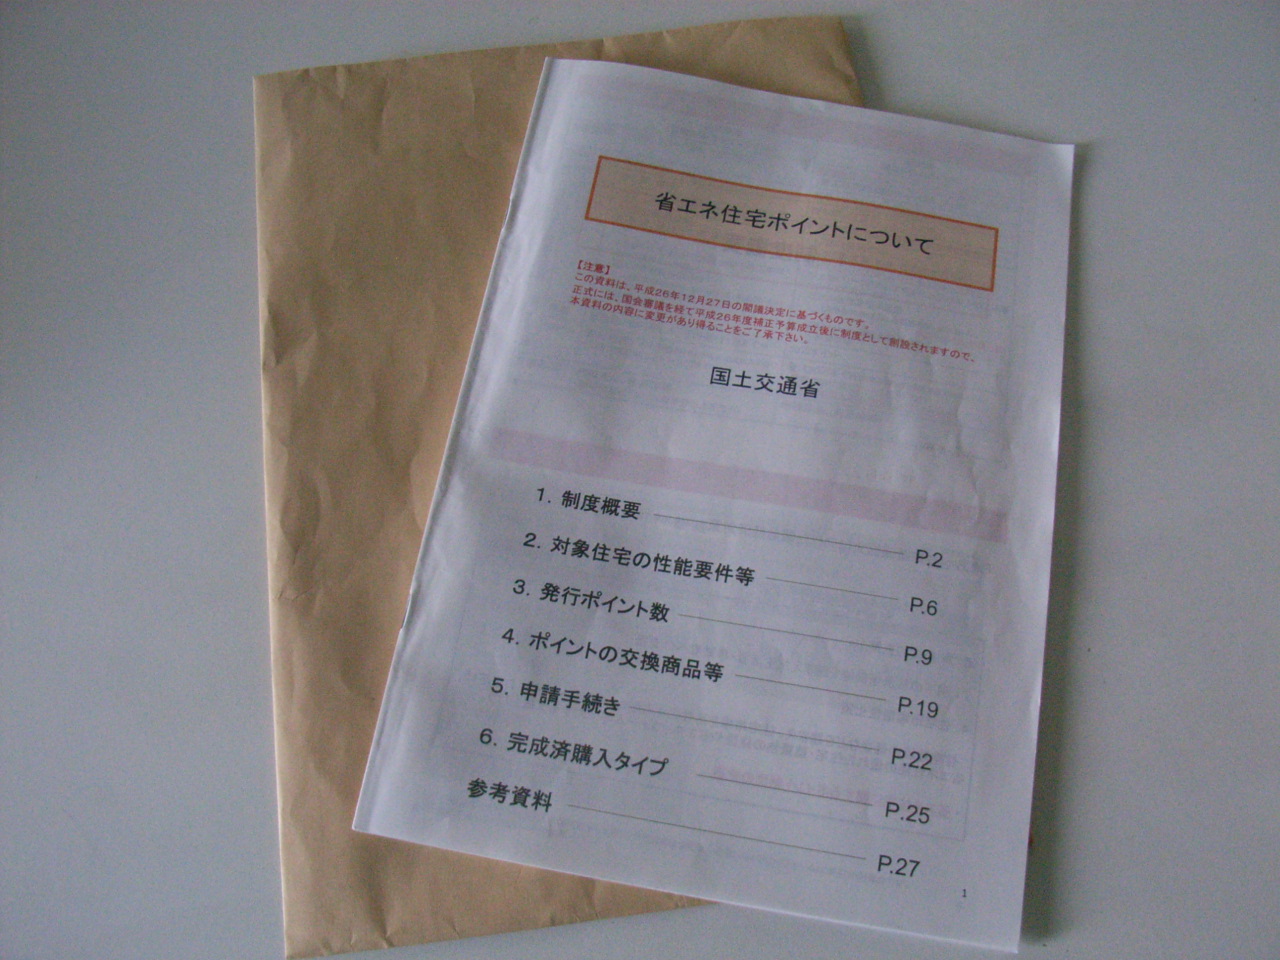 省エネ住宅ポイントについて
【注意】
この資料は、平成26年12月27日の閣議決定に基づくものです。
正式には、国会審議を経て平成26年度補正予算成立後に制度として創設されますので、
本資料の内容に変更があり得ることをご了承下さい。
国土交通省
1. 制度概要 P.2
2. 対象住宅の性能要件等 P.6
3. 発行ポイント数 P.9
4. ポイントの交換商品等 P.19
5. 申請手続き P.22
6. 完成済購入タイプ P.25
参考資料 P.27
1